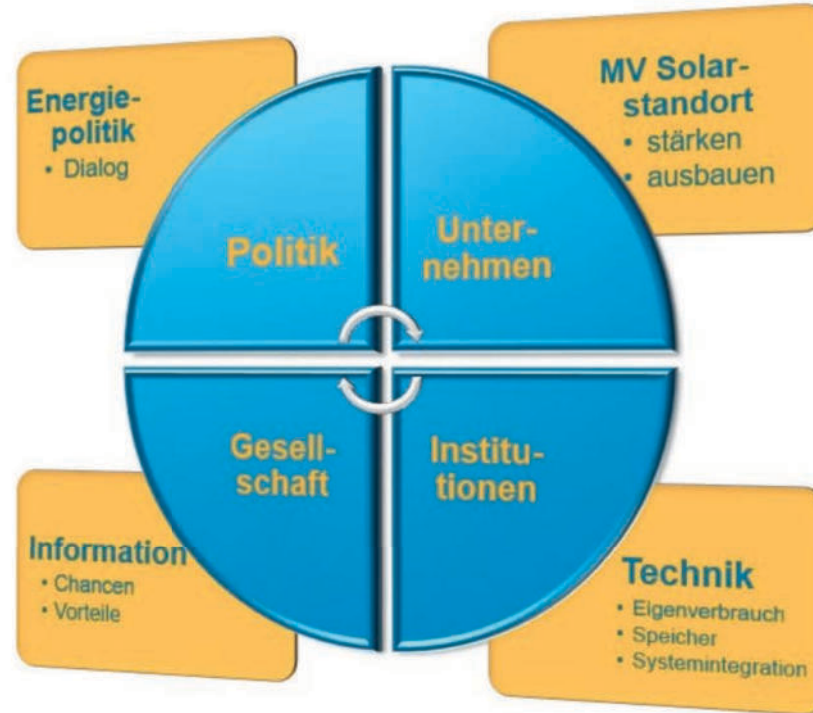 Energie-
politik
• Dialog
MV Solar-
standort
• stärken
• ausbauen
Politik
Unter-
nehmen
Gesell-
schaft
Institu-
tionen
Information
• Chancen
• Vorteile
Technik
• Eigenverbrauch
• Speicher
• Systemintegration